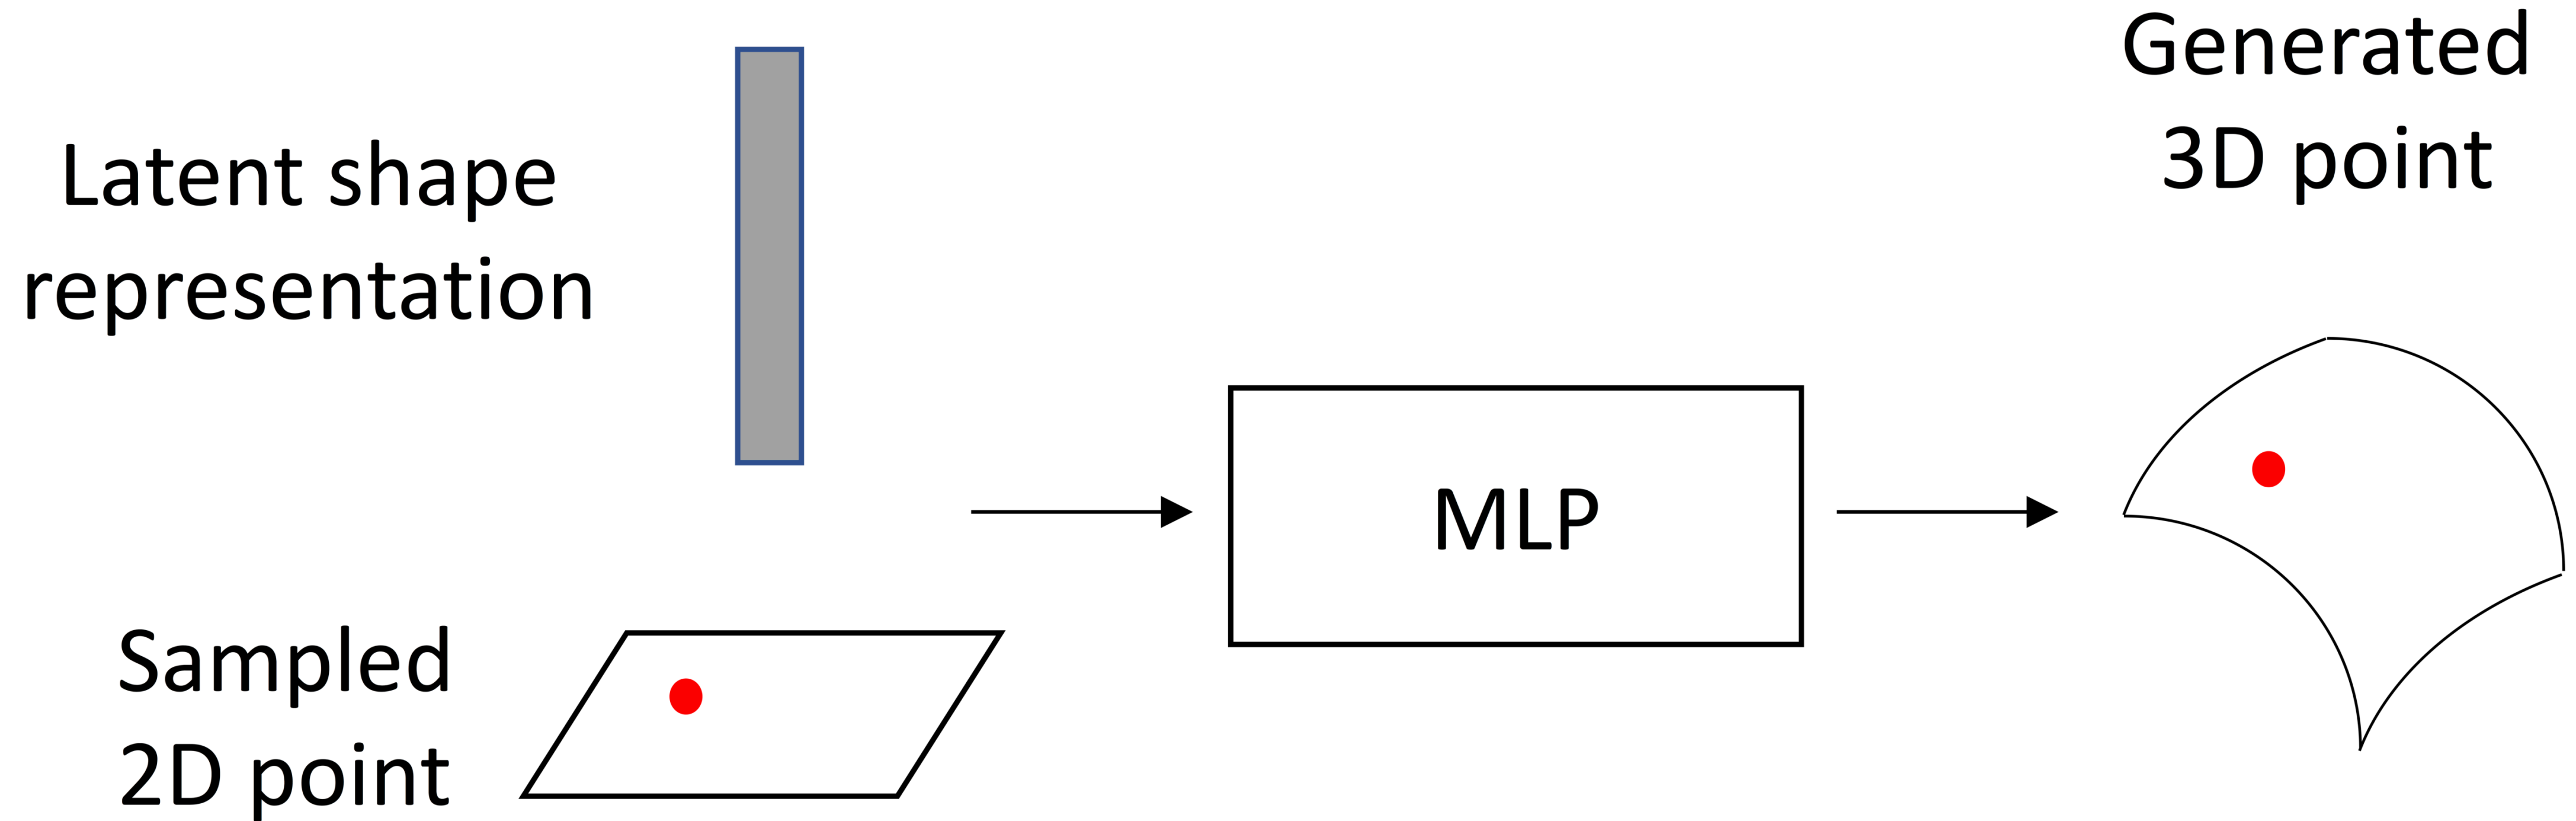 Latent shape
representation
Sampled
2D point
MLP
Generated
3D point